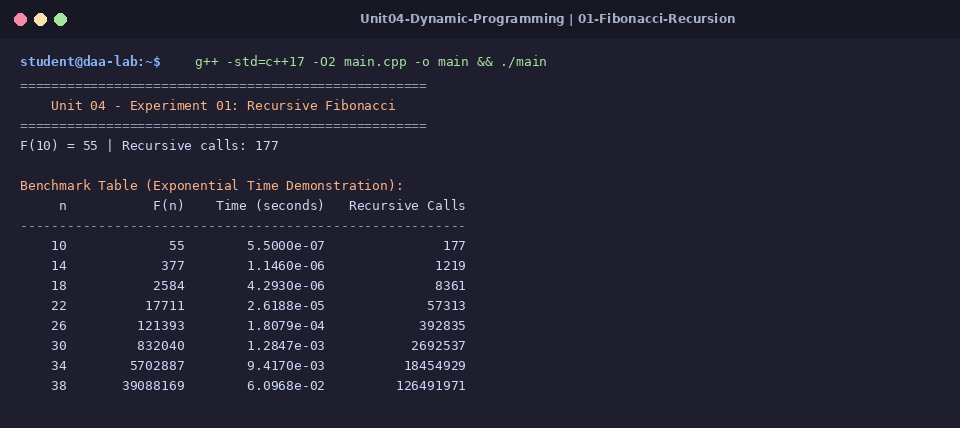 Unit04-Dynamic-Programming | 01-Fibonacci-Recursion
student@daa-lab:~$ g++ -std=c++17 -O2 main.cpp -o main && ./main
====================================================
    Unit 04 - Experiment 01: Recursive Fibonacci
====================================================
F(10) = 55 | Recursive calls: 177
Benchmark Table (Exponential Time Demonstration):
     n           F(n)    Time (seconds)   Recursive Calls
---------------------------------------------------------
    10             55        5.5000e-07               177
    14            377        1.1460e-06              1219
    18           2584        4.2930e-06              8361
    22          17711        2.6188e-05             57313
    26         121393        1.8079e-04            392835
    30         832040        1.2847e-03           2692537
    34        5702887        9.4170e-03          18454929
    38       39088169        6.0968e-02         126491971